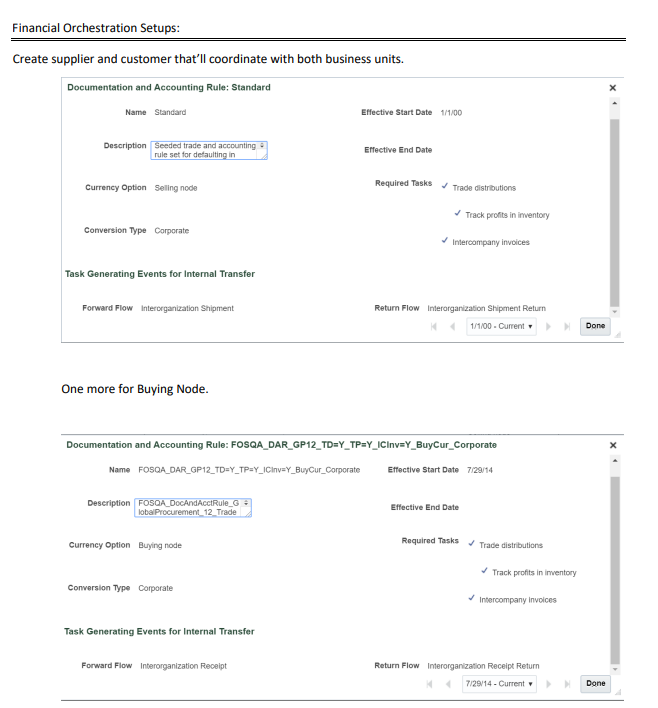 Financial Orchestration Setups:
Create supplier and customer that'll coordinate with both business units.
Documentation and Accounting Rule: Standard
Name Standard
Effective Start Date 1/1/00
Description Seeded trade and accounting
rule set for defaulting in
Effective End Date
Currency Option Selling node
Required Tasks Trade distributions
Track profits in inventory
Conversion Type Corporate
Intercompany invoices
Task Generating Events for Internal Transfer
Forward Flow Interorganization Shipment
Return Flow Interorganization Shipment Return
1/1/00 - Current
Done
One more for Buying Node.
Documentation and Accounting Rule: FOSQA_DAR_GP12_TD=Y_TP=Y_ICInv=Y_BuyCur_Corporate
Name FOSQA_DAR_GP12_TD=Y_TP=Y_ICInv=Y_BuyCur_Corporate
Effective Start Date 7/29/14
Description FOSQA_DocAndAcctRule_G
lobalProcurement_12_Trade
Effective End Date
Currency Option Buying node
Required Tasks Trade distributions
Track profits in inventory
Conversion Type Corporate
Intercompany invoices
Task Generating Events for Internal Transfer
Forward Flow Interorganization Receipt
Return Flow Interorganization Receipt Return
7/29/14 - Current
Done